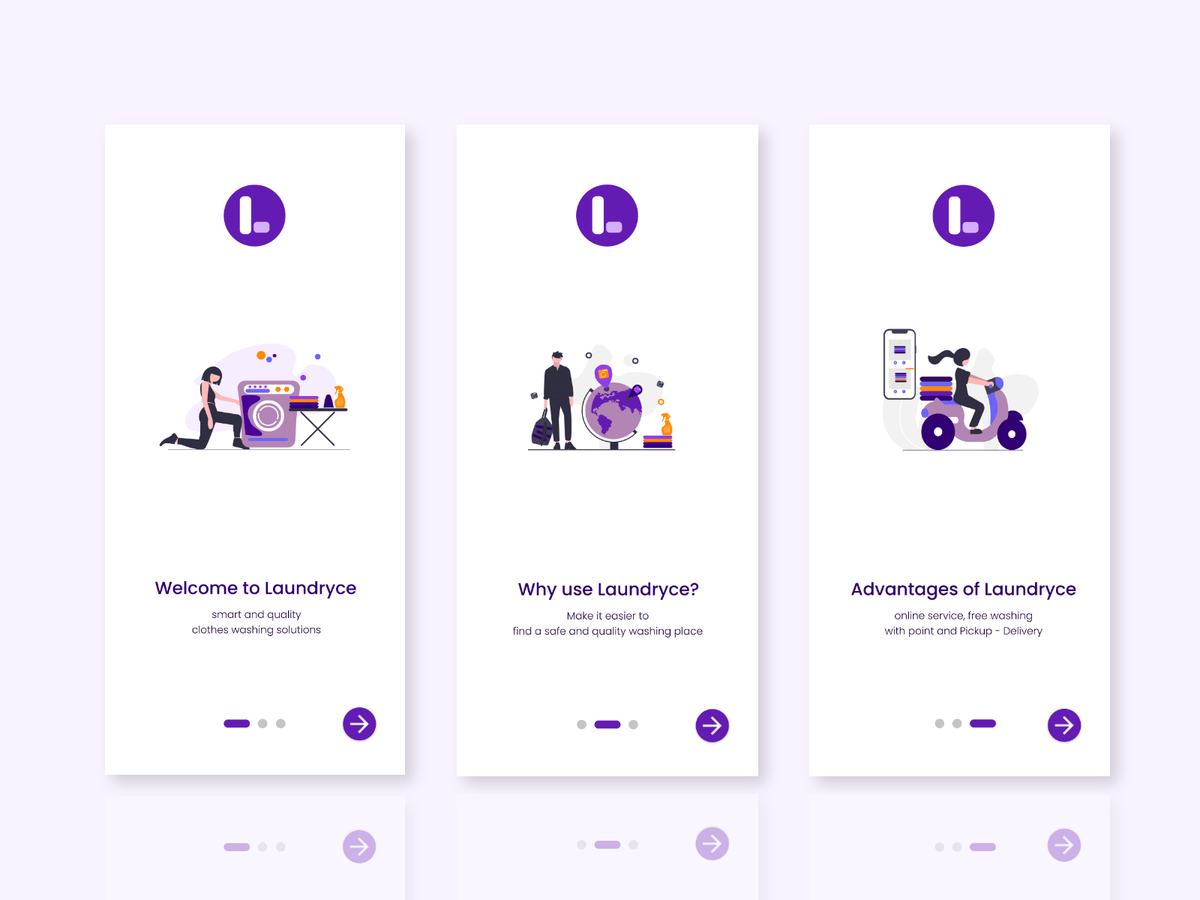 Welcome to Laundryce
smart and quality
clothes washing solutions
Why use Laundryce?
Make it easier to
find a safe and quality washing place
Advantages of Laundryce
online service, free washing
with point and Pickup - Delivery